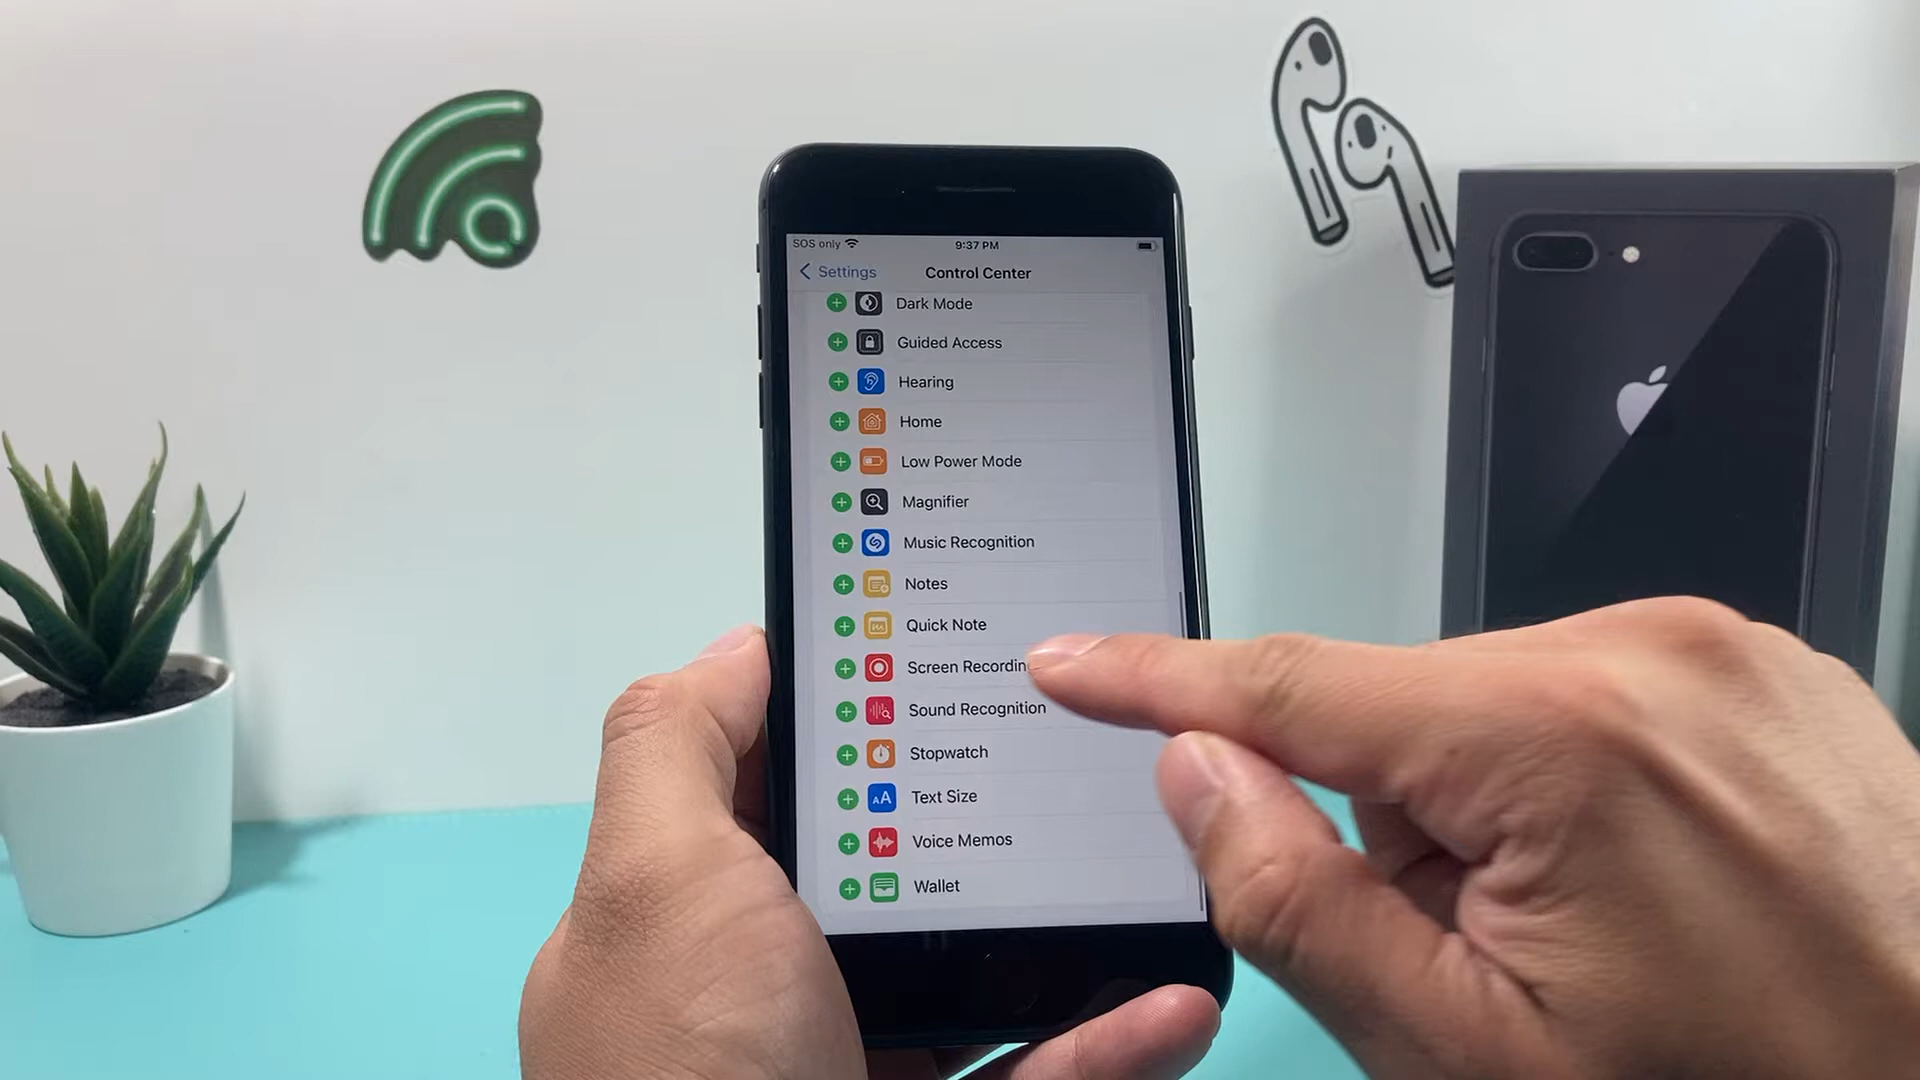 SOS only 9:37 PM
Settings Control Center
Dark Mode
Guided Access
Hearing
Home
Low Power Mode
Magnifier
Music Recognition
Notes
Quick Note
Screen Recordin
Sound Recognition
Stopwatch
AA Text Size
Voice Memos
Wallet